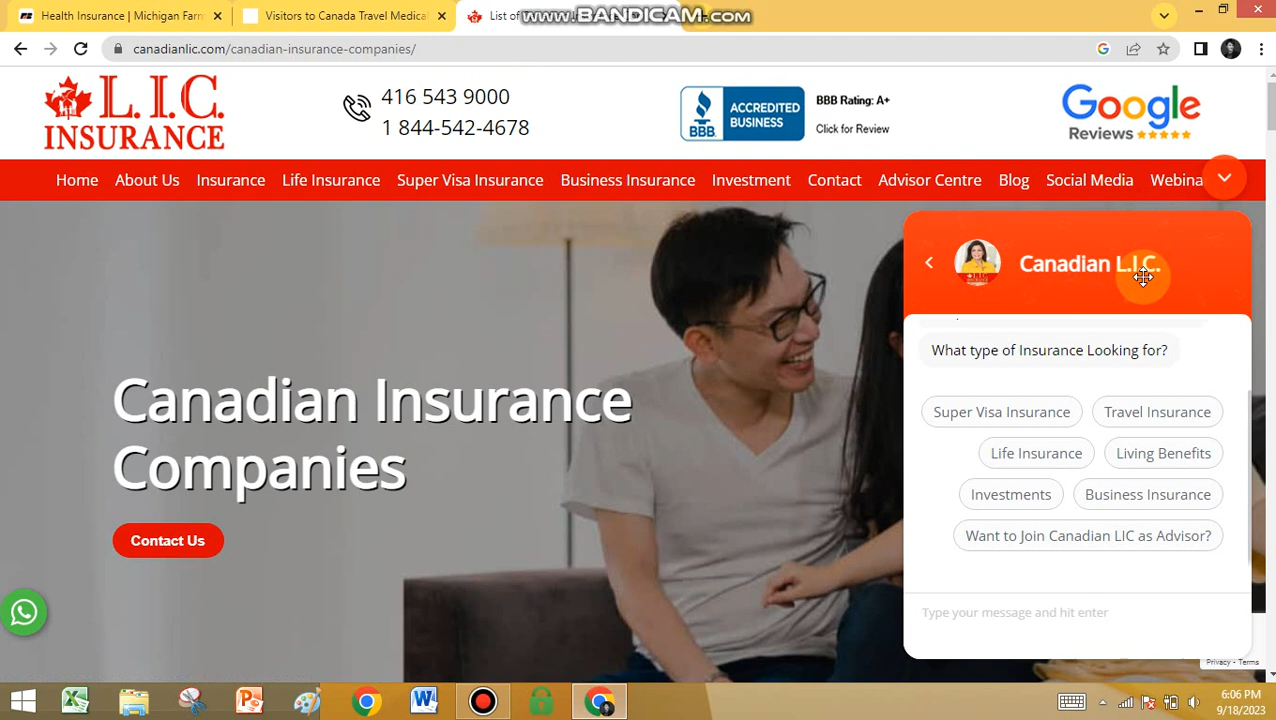 Health Insurance | Michigan Farm
Visitors to Canada Travel Medical
List of
www.BANDICAM.com
canadianlic.com/canadian-insurance-companies/
L.I.C.
INSURANCE
416 543 9000
1 844-542-4678
BBB
ACCREDITED
BUSINESS
BBB Rating: A+
Click for Review
Google
Reviews
Home About Us Insurance Life Insurance Super Visa Insurance Business Insurance Investment Contact Advisor Centre Blog Social Media Webina
Canadian L.I.C.
What type of Insurance Looking for?
Super Visa Insurance Travel Insurance
Life Insurance Living Benefits
Investments Business Insurance
Want to Join Canadian LIC as Advisor?
Type your message and hit enter
Canadian Insurance
Companies
Contact Us
Privacy - Terms
6:06 PM
9/18/2023